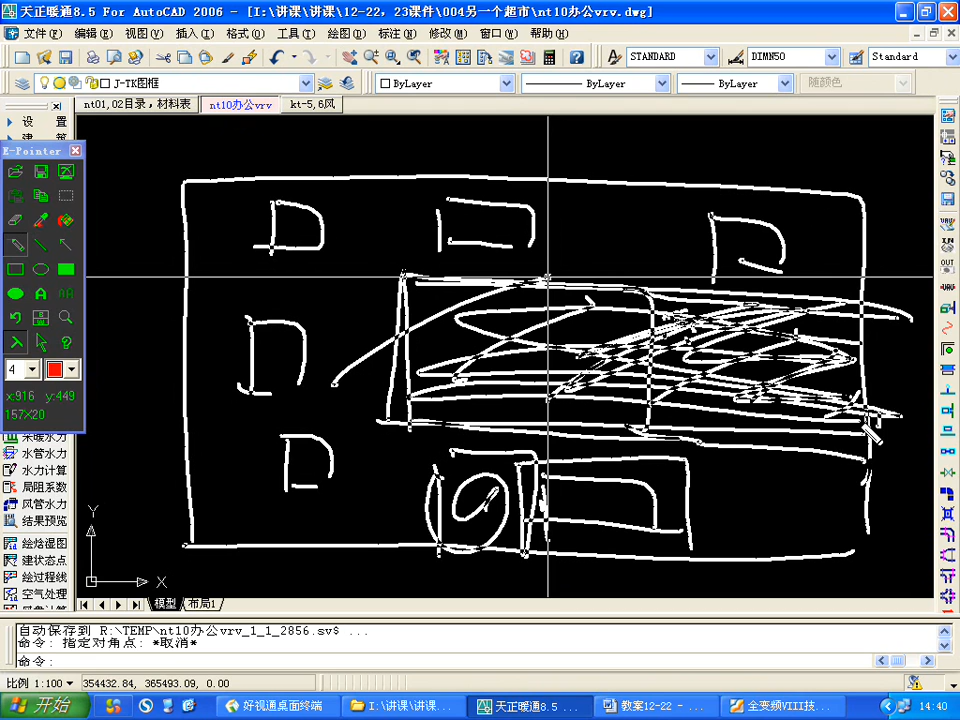 天正暖通8.5 For AutoCAD 2006 - [I:\讲课\讲课\12-22，23课件\004另一个超市\nt10办公vrv.dwg]
文件(F) 编辑(E) 视图(V) 插入(I) 格式(O) 工具(T) 绘图(D) 标注(N) 修改(M) 窗口(W) 帮助(H)
STANDARD DIMN50 Standard
J-TK图框 ByLayer ByLayer ByLayer 随颜色
nt01,02目录，材料表 nt10办公vrv kt-5,6风
设 置
E-Pointer
4
x:916 y:449
157X20
采暖水力
水管水力
水力计算
局阻系数
风管水力
结果预览
绘焓湿图
建状态点
绘过程线
空气处理
OUT
Y
X
模型 布局1
自动保存到 R:\TEMP\nt10办公vrv_1_1_2856.sv$ ...
命令: 指定对角点: *取消*
命令:
比例 1:100 354432.84, 365493.09, 0.00
开始 好视通桌面终端 I:\讲课\讲课... 天正暖通8.5 ... 教案12-22 - ... 全变频VIII技... 14:40